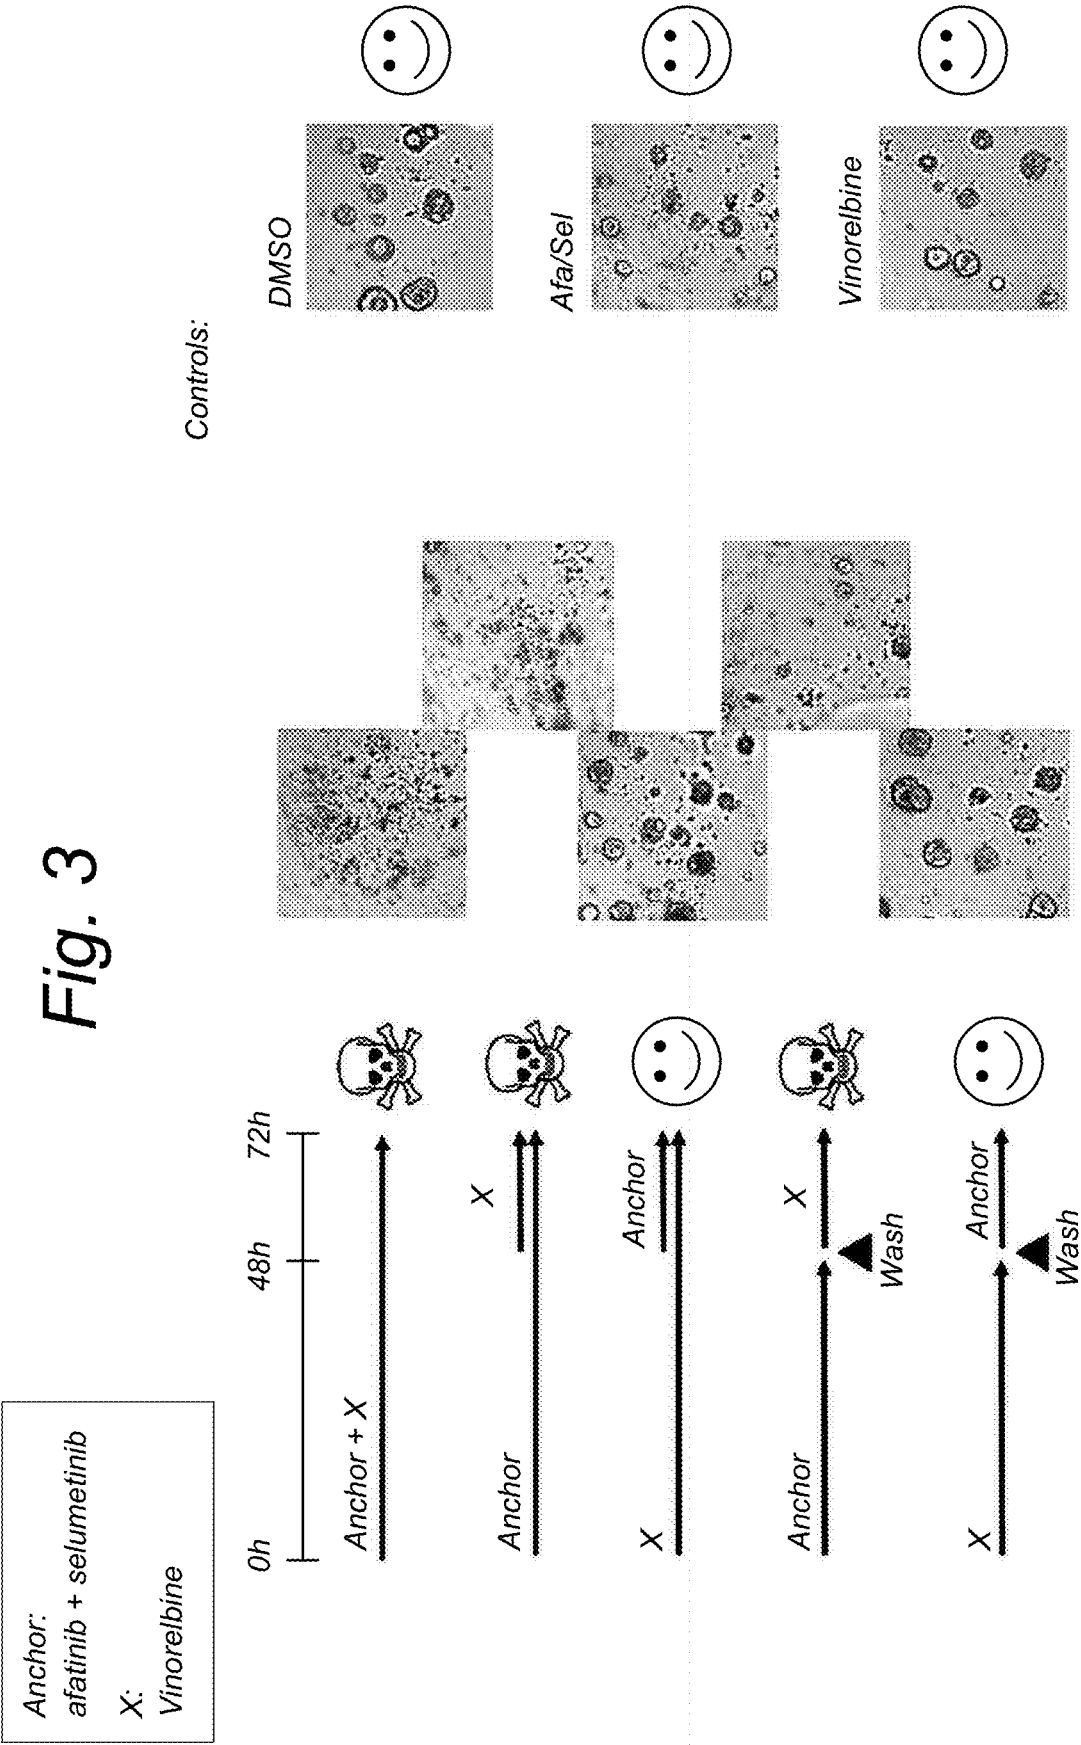 Fig. 3
Anchor:
afatinib + selumetinib
X:
Vinorelbine
0h
48h
72h
Anchor + X
Anchor
X
X
Anchor
Anchor
X
Wash
X
Anchor
Wash
Controls:
DMSO
Afa/Sel
Vinorelbine